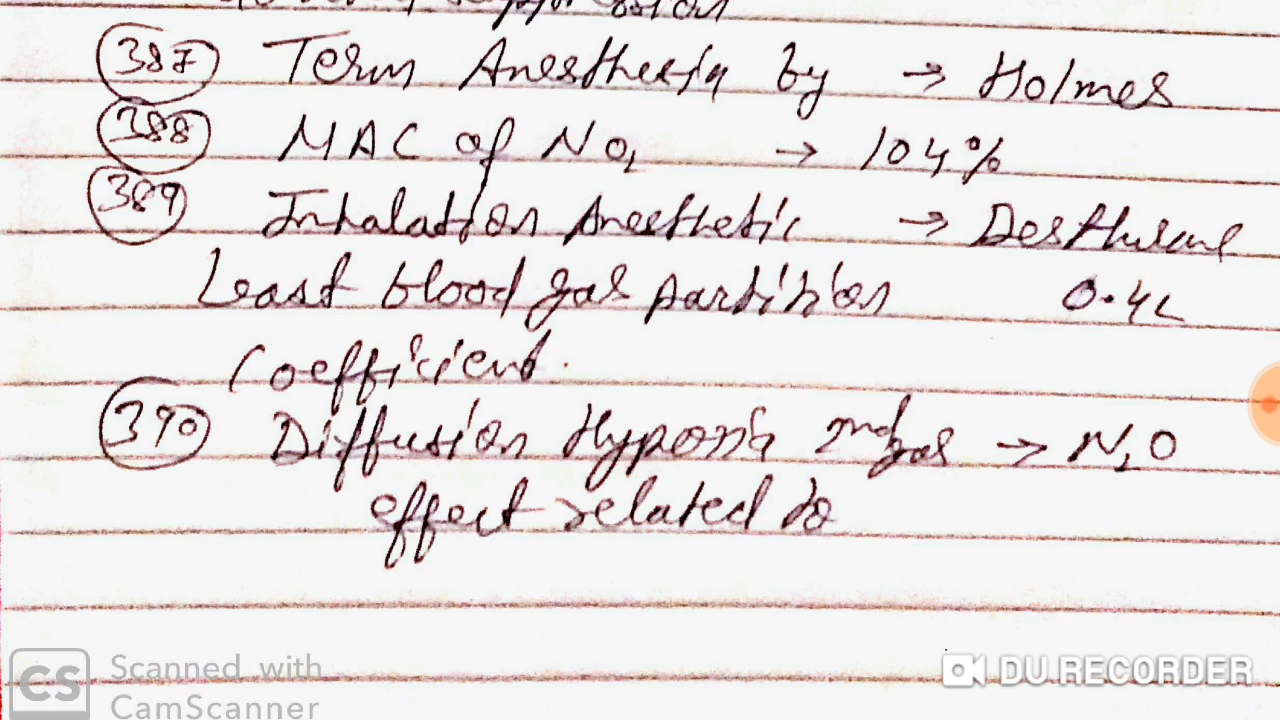 387 Term Anesthesia by → Holmes
388 MAC of NO2 → 104%
389 Inhalation Anesthetic → Desflurane
Least blood gas partition 0.42
Coefficient.
390 Diffusion Hypoxia 2nd gas → N2O
effect related to
CS Scanned with
CamScanner
DU RECORDER